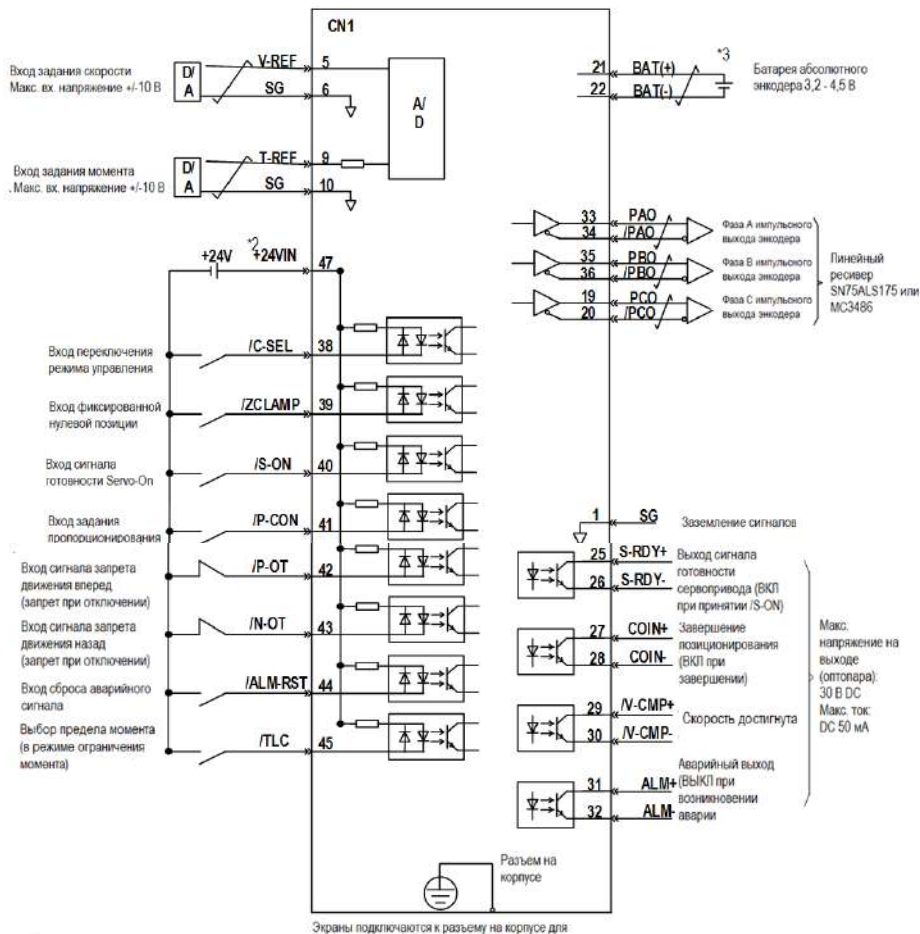 CN1
Вход задания скорости
Макс. вх. напряжение +/-10 В
D/
A
V-REF 5
SG 6
A/
D
Вход задания момента
. Макс. вх. напряжение +/-10 В
D/
A
T-REF 9
SG 10
+24V *2 +24VIN 47
Вход переключения
режима управления
/C-SEL 38
Вход фиксированной
нулевой позиции
/ZCLAMP 39
Вход сигнала
готовности Servo-On
/S-ON 40
Вход задания
пропорционирования
/P-CON 41
Вход сигнала запрета
движения вперед
(запрет при отключении)
/P-OT 42
Вход сигнала запрета
движения назад
(запрет при отключении)
/N-OT 43
Вход сброса аварийного
сигнала
/ALM-RST 44
Выбор предела момента
(в режиме ограничения
момента)
/TLC 45
21 BAT(+)
22 BAT(-)
*3
Батарея абсолютного
энкодера 3,2 - 4,5 В
33 PAO
34 /PAO
Фаза А импульсного
выхода энкодера
35 PBO
36 /PBO
Фаза В импульсного
выхода энкодера
19 PCO
20 /PCO
Фаза С импульсного
выхода энкодера
Линейный
ресивер
SN75ALS175 или
MC3486
1 SG
Заземление сигналов
25 S-RDY+
26 S-RDY-
Выход сигнала
готовности
сервопривода (ВКЛ
при принятии /S-ON)
27 COIN+
28 COIN-
Завершение
позиционирования
(ВКЛ при
завершении)
29 /V-CMP+
30 /V-CMP-
Скорость достигнута
31 ALM+
32 ALM-
Аварийный выход
(ВЫКЛ при
возникновении
аварии
Макс.
напряжение на
выходе
(оптопара):
30 В DC
Макс. ток:
DC 50 мА
Разъем на
корпусе
Экраны подключаются к разъему на корпусе для